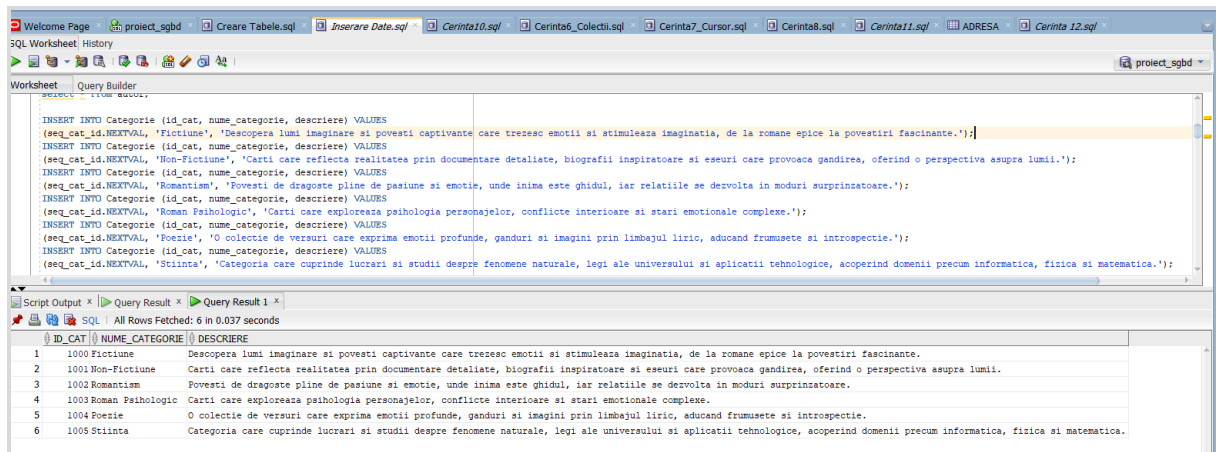 Welcome Page × proiect_sgbd × Creare Tabele.sql × Inserare Date.sql × Cerinta10.sql × Cerinta6_Colectii.sql × Cerinta7_Cursor.sql × Cerinta8.sql × Cerinta11.sql × ADRESA × Cerinta 12.sql ×
SQL Worksheet History
proiect_sgbd
Worksheet Query Builder
select * from autor;
INSERT INTO Categorie (id_cat, nume_categorie, descriere) VALUES
(seq_cat_id.NEXTVAL, 'Fictiune', 'Descopera lumi imaginare si povesti captivante care trezesc emotii si stimuleaza imaginatia, de la romane epice la povestiri fascinante.');
INSERT INTO Categorie (id_cat, nume_categorie, descriere) VALUES
(seq_cat_id.NEXTVAL, 'Non-Fictiune', 'Carti care reflecta realitatea prin documentare detaliate, biografii inspiratoare si eseuri care provoaca gandirea, oferind o perspectiva asupra lumii.');
INSERT INTO Categorie (id_cat, nume_categorie, descriere) VALUES
(seq_cat_id.NEXTVAL, 'Romantism', 'Povesti de dragoste pline de pasiune si emotie, unde inima este ghidul, iar relatiile se dezvolta in moduri surprinzatoare.');
INSERT INTO Categorie (id_cat, nume_categorie, descriere) VALUES
(seq_cat_id.NEXTVAL, 'Roman Psihologic', 'Carti care exploreaza psihologia personajelor, conflicte interioare si stari emotionale complexe.');
INSERT INTO Categorie (id_cat, nume_categorie, descriere) VALUES
(seq_cat_id.NEXTVAL, 'Poezie', 'O colectie de versuri care exprima emotii profunde, ganduri si imagini prin limbajul liric, aducand frumusete si introspectie.');
INSERT INTO Categorie (id_cat, nume_categorie, descriere) VALUES
(seq_cat_id.NEXTVAL, 'Stiinta', 'Categoria care cuprinde lucrari si studii despre fenomene naturale, legi ale universului si aplicatii tehnologice, acoperind domenii precum informatica, fizica si matematica.');
Script Output × Query Result × Query Result 1 ×
SQL | All Rows Fetched: 6 in 0.037 seconds
ID_CAT NUME_CATEGORIE DESCRIERE
1 1000 Fictiune Descopera lumi imaginare si povesti captivante care trezesc emotii si stimuleaza imaginatia, de la romane epice la povestiri fascinante.
2 1001 Non-Fictiune Carti care reflecta realitatea prin documentare detaliate, biografii inspiratoare si eseuri care provoaca gandirea, oferind o perspectiva asupra lumii.
3 1002 Romantism Povesti de dragoste pline de pasiune si emotie, unde inima este ghidul, iar relatiile se dezvolta in moduri surprinzatoare.
4 1003 Roman Psihologic Carti care exploreaza psihologia personajelor, conflicte interioare si stari emotionale complexe.
5 1004 Poezie O colectie de versuri care exprima emotii profunde, ganduri si imagini prin limbajul liric, aducand frumusete si introspectie.
6 1005 Stiinta Categoria care cuprinde lucrari si studii despre fenomene naturale, legi ale universului si aplicatii tehnologice, acoperind domenii precum informatica, fizica si matematica.